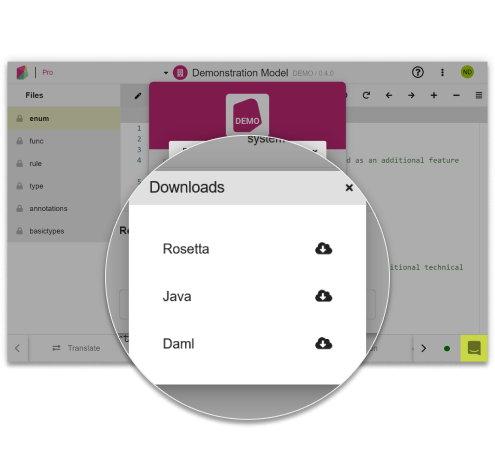 Pro
Demonstration Model DEMO / 0.4.0
ND
Files
enum
func
rule
type
annotations
basictypes
1
2
3
4
5
DEMO
system
d as an additional feature
itional technical
Downloads
Rosetta
Java
Daml
Translate